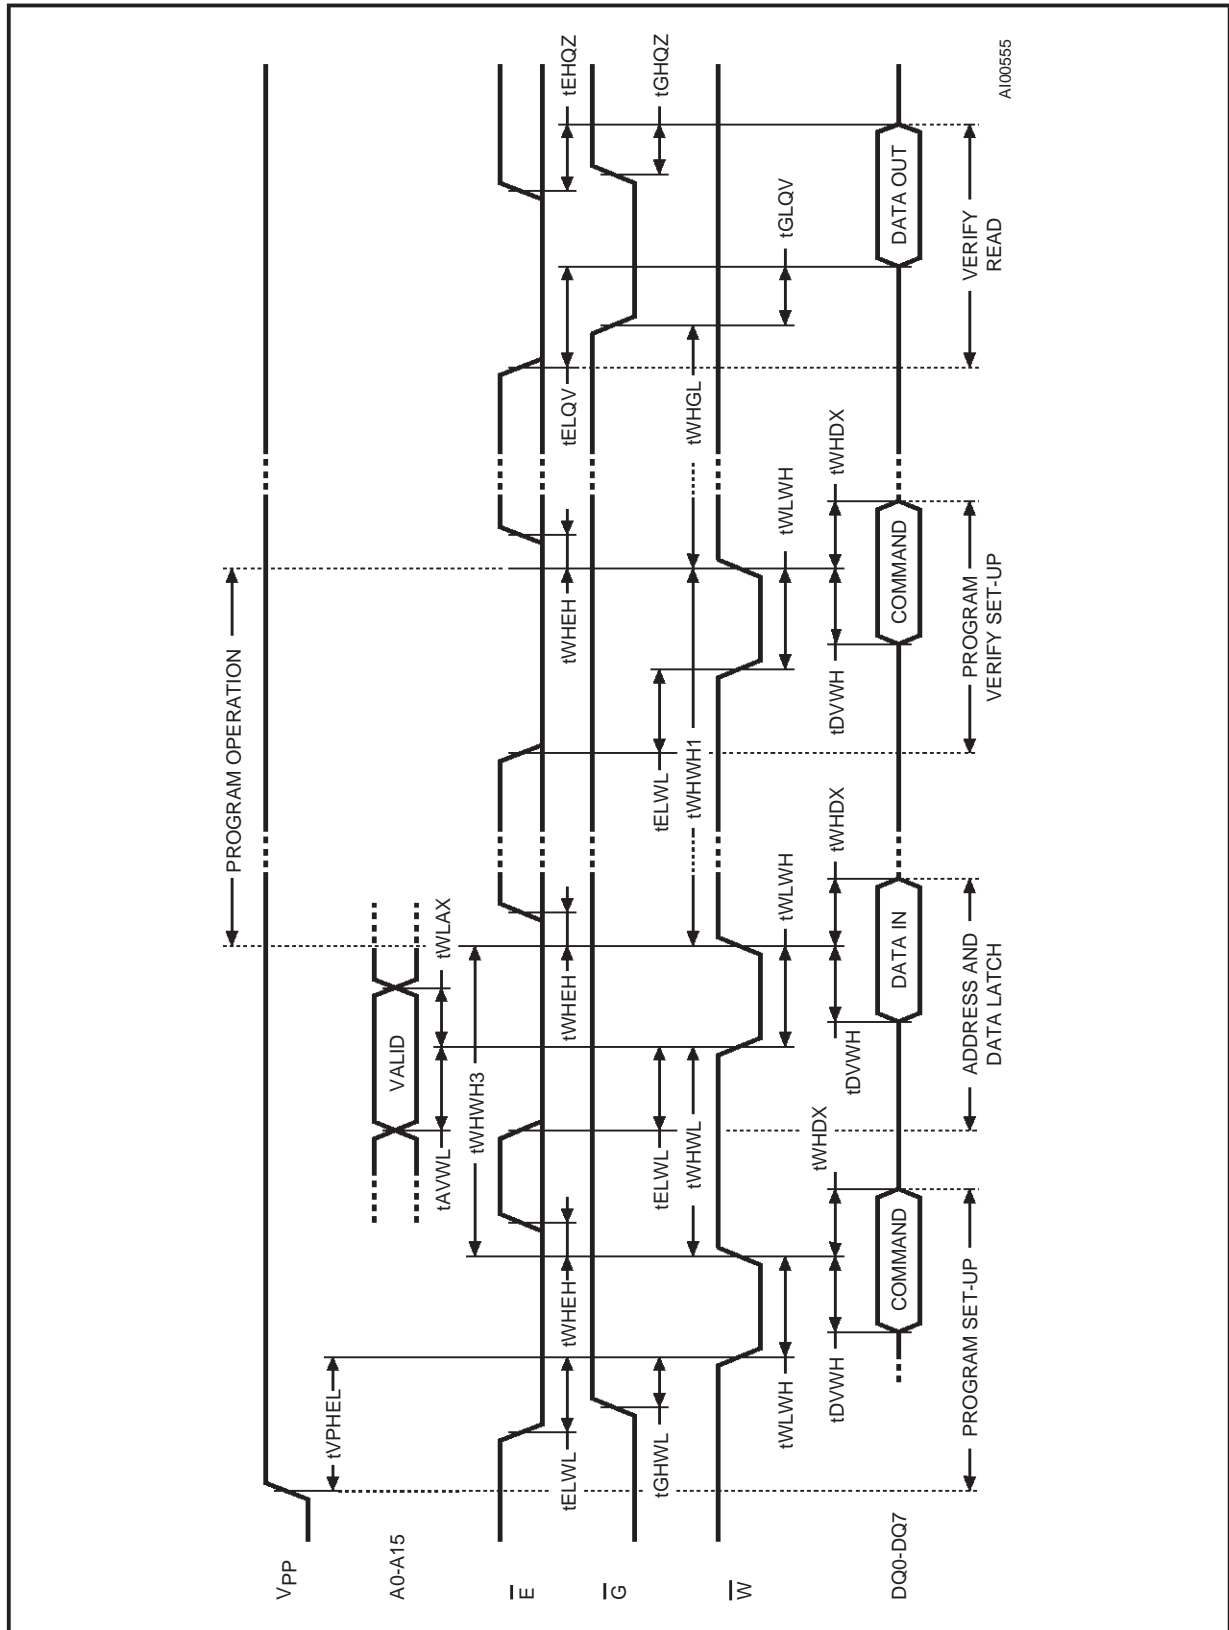 VPP
A0-A15
E
G
W
DQ0-DQ7
PROGRAM OPERATION
tVPHEL
VALID
tAVWL
tWLAX
tWHWH3
tELWL
tWHEH
tWHEH
tWHEH
tELQV
tEHQZ
tGHWL
tELWL
tELWL
tGHQZ
tWHWL
tWHWH1
tWHGL
tWLWH
tWLWH
tWLWH
tGLQV
tDVWH
tWHDX
tDVWH
tWHDX
tDVWH
tWHDX
COMMAND
DATA IN
COMMAND
DATA OUT
PROGRAM SET-UP
ADDRESS AND
DATA LATCH
PROGRAM
VERIFY SET-UP
VERIFY
READ
AI00555